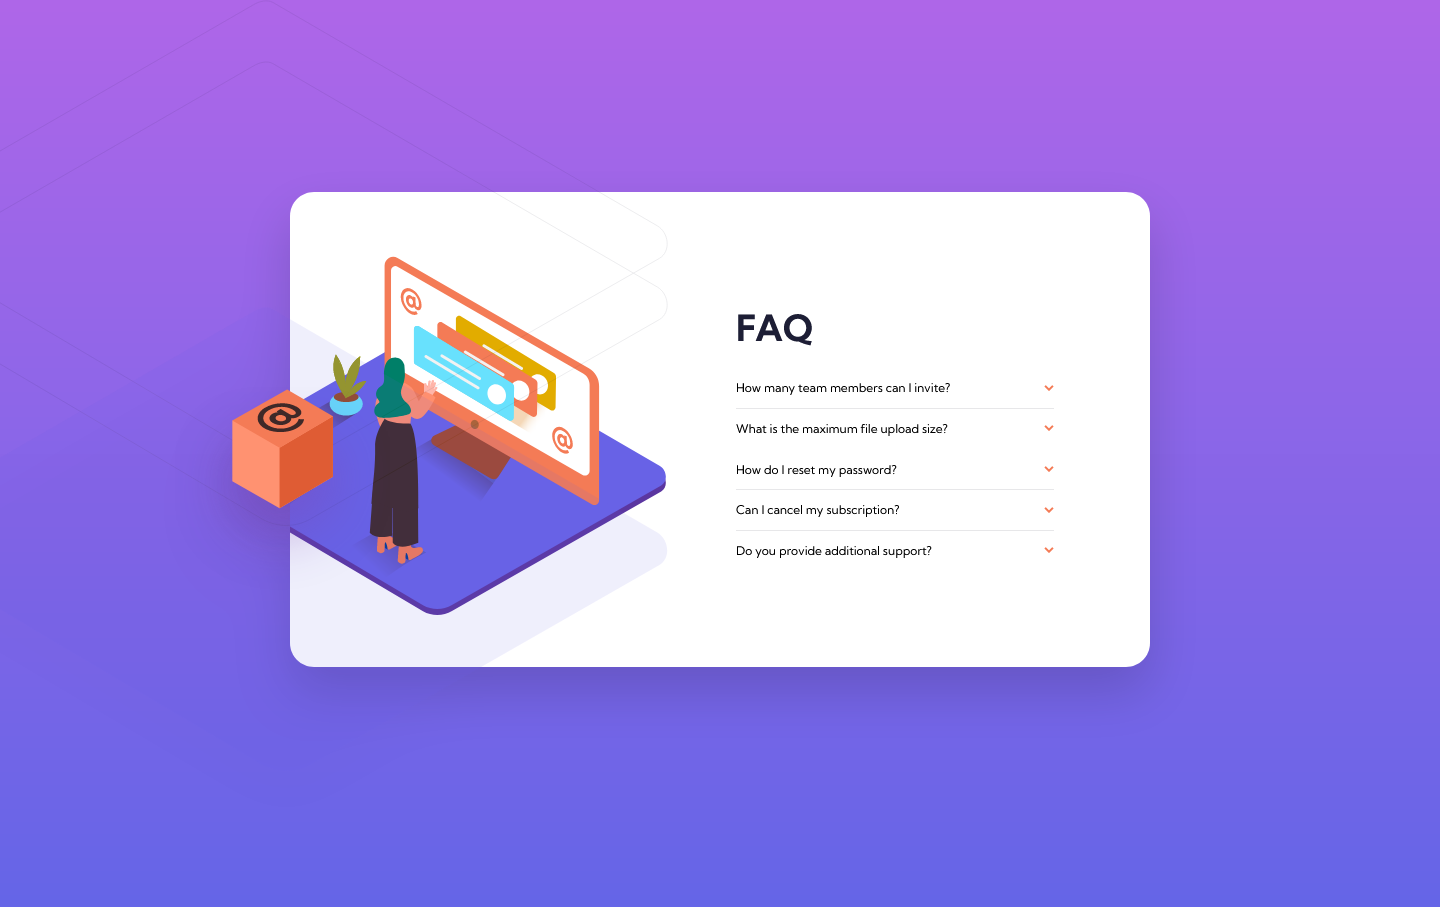 @
@
@
FAQ
How many team members can I invite?
What is the maximum file upload size?
How do I reset my password?
Can I cancel my subscription?
Do you provide additional support?